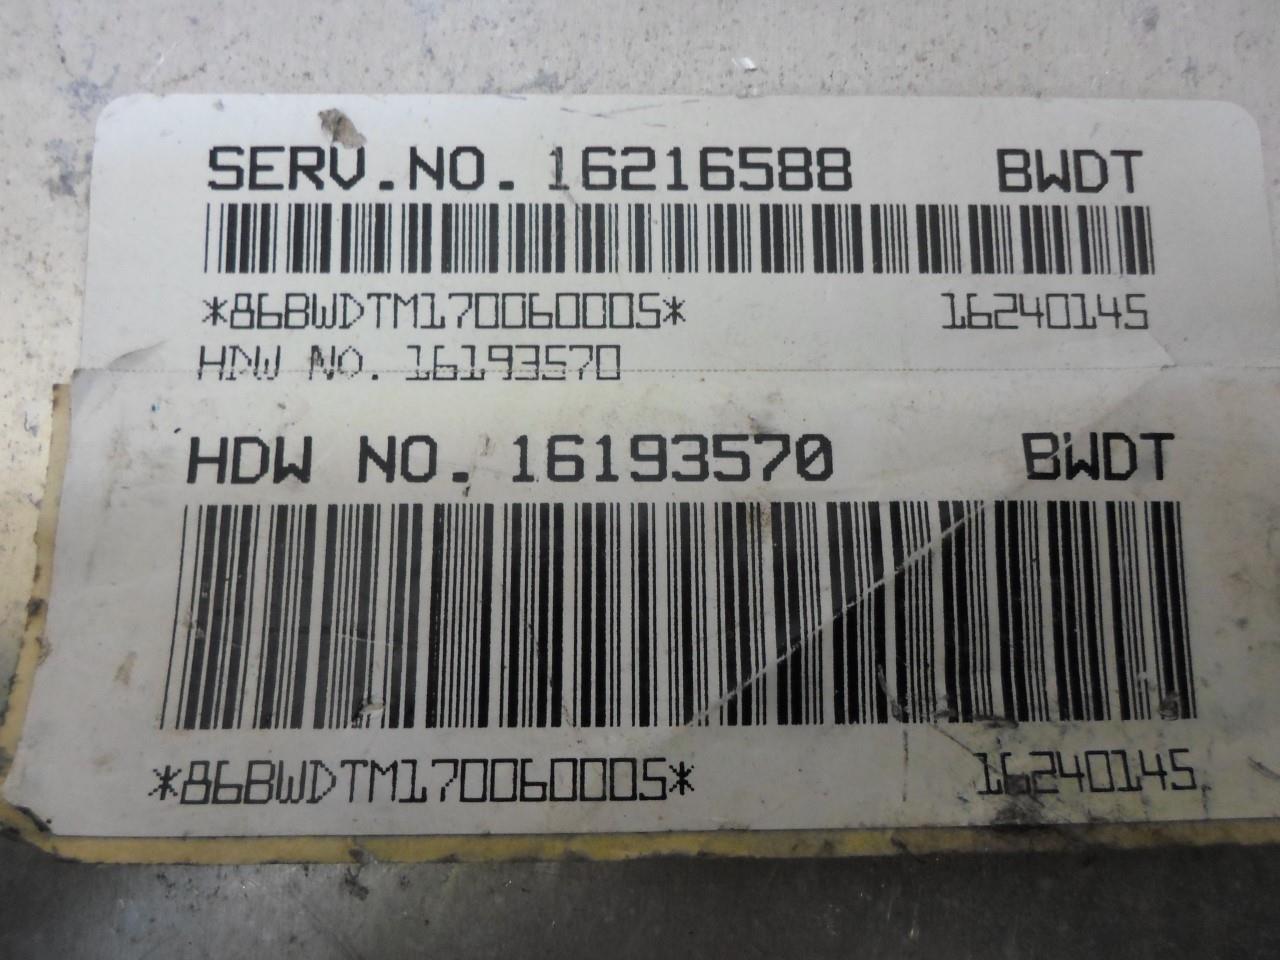 SERV.NO. 16216588 BWDT
*86BWDTM170060005* 16240145
HDW NO. 16193570
HDW NO. 16193570 BWDT
*86BWDTM170060005* 16240145